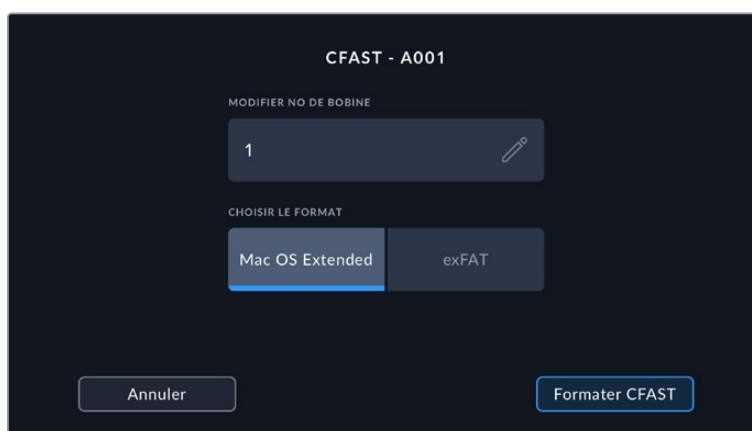 CFAST - A001
MODIFIER NO DE BOBINE
1
CHOISIR LE FORMAT
Mac OS Extended
exFAT
Annuler
Formater CFAST